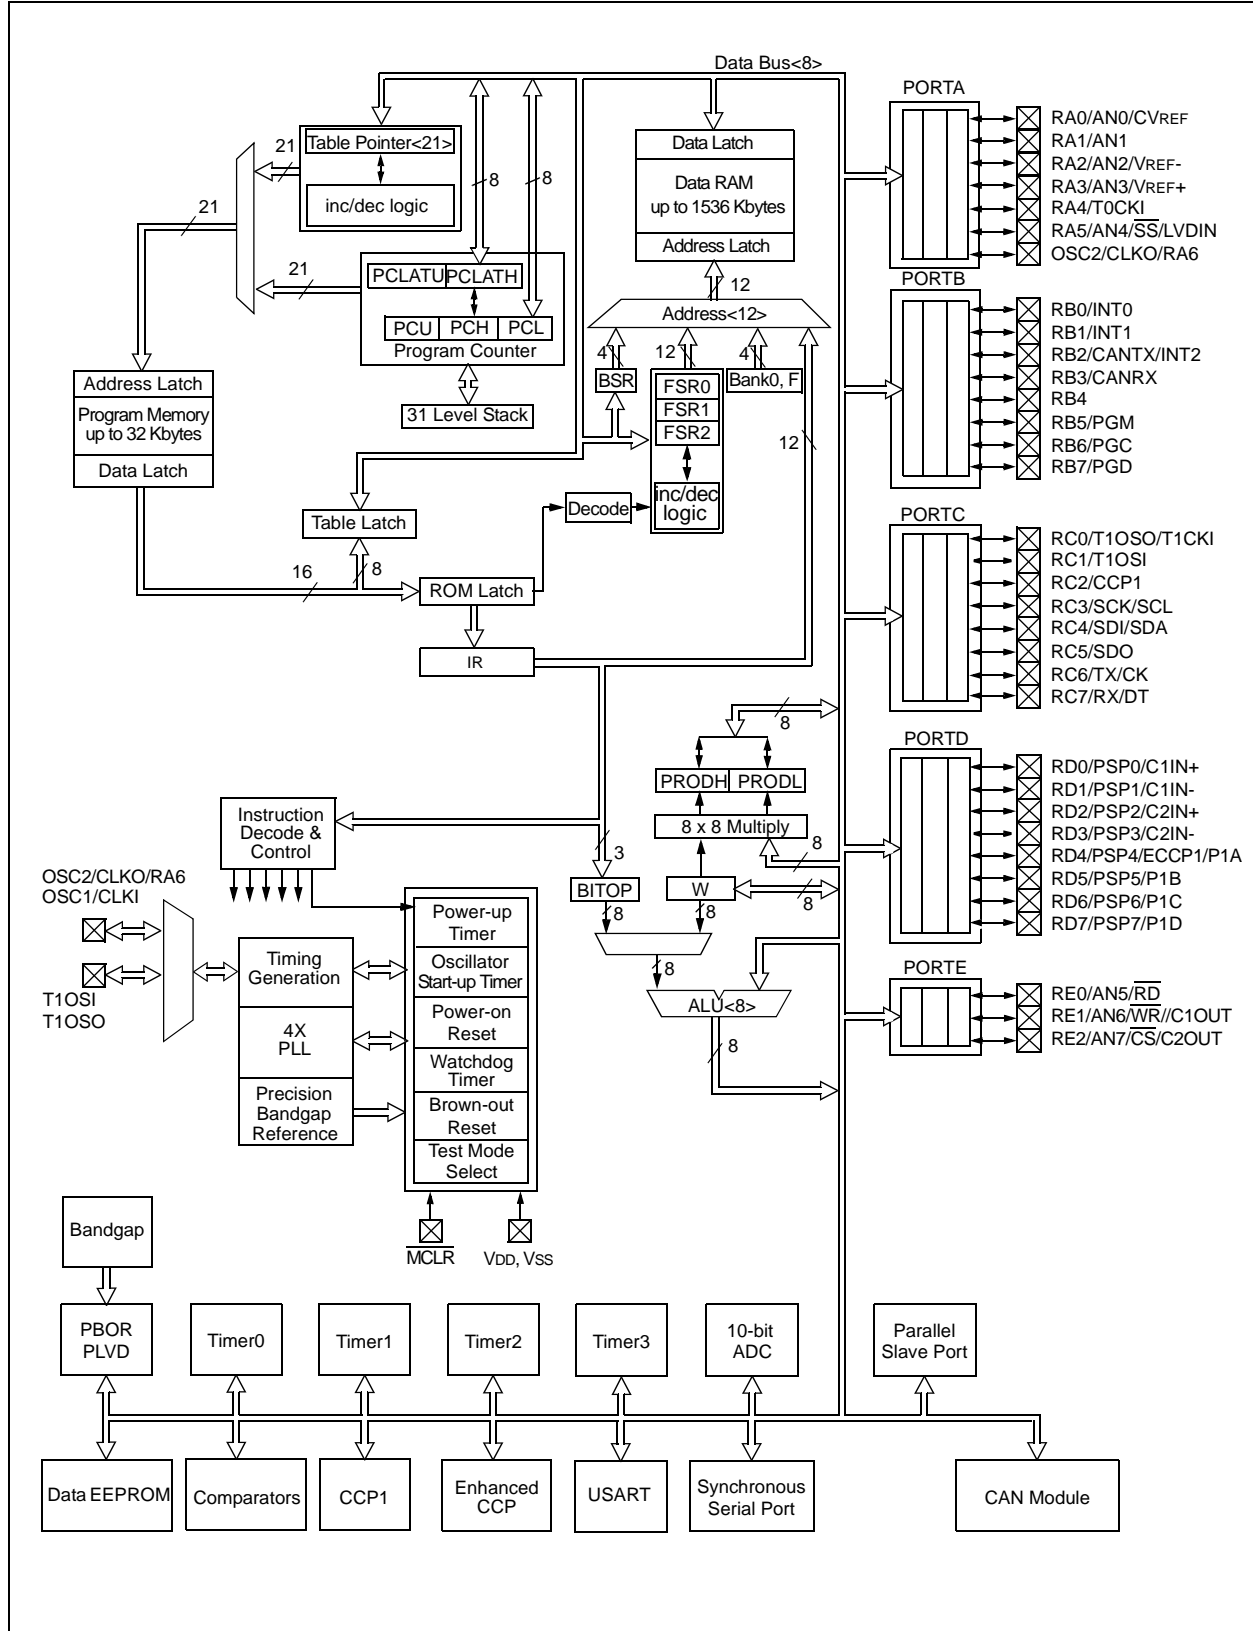 Data Bus<8>
PORTA
RA0/AN0/CVREF
RA1/AN1
RA2/AN2/VREF-
RA3/AN3/VREF+
RA4/T0CKI
RA5/AN4/SS/LVDIN
OSC2/CLKO/RA6
21
Table Pointer<21>
inc/dec logic
8
8
Data Latch
Data RAM
up to 1536 Kbytes
Address Latch
21
21
PCLATU
PCLATH
PCU
PCH
PCL
Program Counter
31 Level Stack
12
Address<12>
4
12
4
BSR
FSR0
FSR1
FSR2
inc/dec
logic
Bank0, F
12
PORTB
RB0/INT0
RB1/INT1
RB2/CANTX/INT2
RB3/CANRX
RB4
RB5/PGM
RB6/PGC
RB7/PGD
Address Latch
Program Memory
up to 32 Kbytes
Data Latch
Table Latch
Decode
16
8
ROM Latch
IR
PORTC
RC0/T1OSO/T1CKI
RC1/T1OSI
RC2/CCP1
RC3/SCK/SCL
RC4/SDI/SDA
RC5/SDO
RC6/TX/CK
RC7/RX/DT
8
PRODH
PRODL
8 x 8 Multiply
8
3
BITOP
W
8
8
8
8
ALU<8>
8
PORTD
RD0/PSP0/C1IN+
RD1/PSP1/C1IN-
RD2/PSP2/C2IN+
RD3/PSP3/C2IN-
RD4/PSP4/ECCP1/P1A
RD5/PSP5/P1B
RD6/PSP6/P1C
RD7/PSP7/P1D
PORTE
RE0/AN5/RD
RE1/AN6/WR//C1OUT
RE2/AN7/CS/C2OUT
Instruction
Decode &
Control
OSC2/CLKO/RA6
OSC1/CLKI
T1OSI
T1OSO
Timing
Generation
4X
PLL
Precision
Bandgap
Reference
Power-up
Timer
Oscillator
Start-up Timer
Power-on
Reset
Watchdog
Timer
Brown-out
Reset
Test Mode
Select
MCLR
VDD, VSS
Bandgap
PBOR
PLVD
Timer0
Timer1
Timer2
Timer3
10-bit
ADC
Parallel
Slave Port
Data EEPROM
Comparators
CCP1
Enhanced
CCP
USART
Synchronous
Serial Port
CAN Module